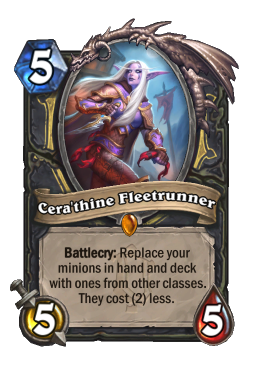 5
Cera'thine Fleetrunner
Battlecry: Replace your
minions in hand and deck
with ones from other classes.
They cost (2) less.
5
5